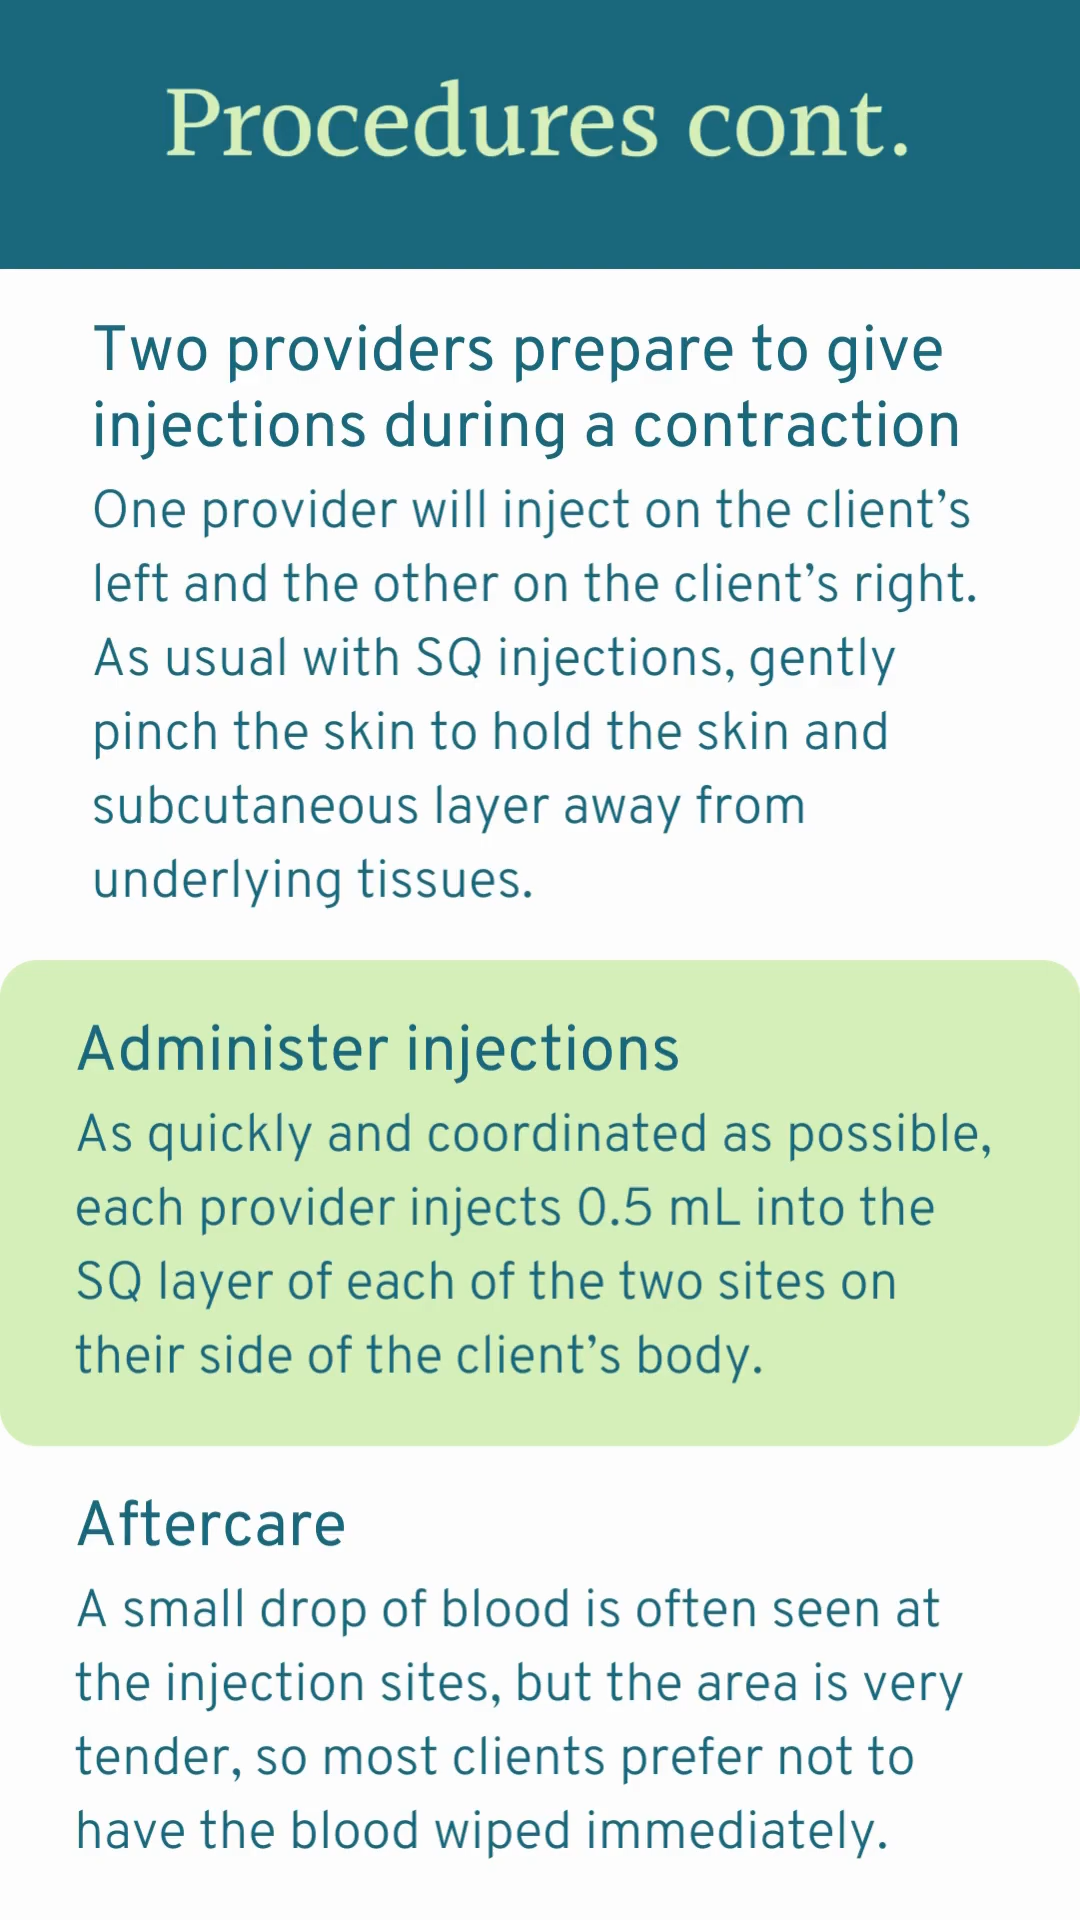 Procedures cont.
Two providers prepare to give
injections during a contraction
One provider will inject on the client’s
left and the other on the client’s right.
As usual with SQ injections, gently
pinch the skin to hold the skin and
subcutaneous layer away from
underlying tissues.
Administer injections
As quickly and coordinated as possible,
each provider injects 0.5 mL into the
SQ layer of each of the two sites on
their side of the client’s body.
Aftercare
A small drop of blood is often seen at
the injection sites, but the area is very
tender, so most clients prefer not to
have the blood wiped immediately.